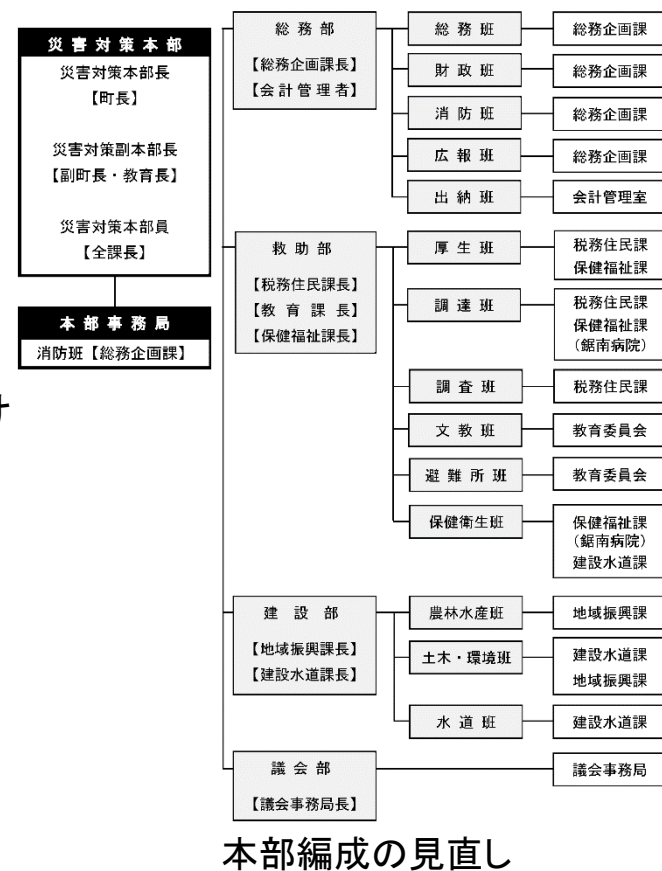 災害対策本部
災害対策本部長
【町長】
災害対策副本部長
【副町長・教育長】
災害対策本部員
【全課長】
本部事務局
消防班【総務企画課】
総務部
【総務企画課長】
【会計管理者】
総務班
総務企画課
財政班
総務企画課
消防班
総務企画課
広報班
総務企画課
出納班
会計管理室
救助部
【税務住民課長】
【教育課長】
【保健福祉課長】
厚生班
税務住民課
保健福祉課
調達班
税務住民課
保健福祉課
(鋸南病院)
調査班
税務住民課
文教班
教育委員会
避難所班
教育委員会
保健衛生班
保健福祉課
(鋸南病院)
建設水道課
建設部
【地域振興課長】
【建設水道課長】
農林水産班
地域振興課
土木・環境班
建設水道課
地域振興課
水道班
建設水道課
議会部
【議会事務局長】
議会事務局
本部編成の見直し